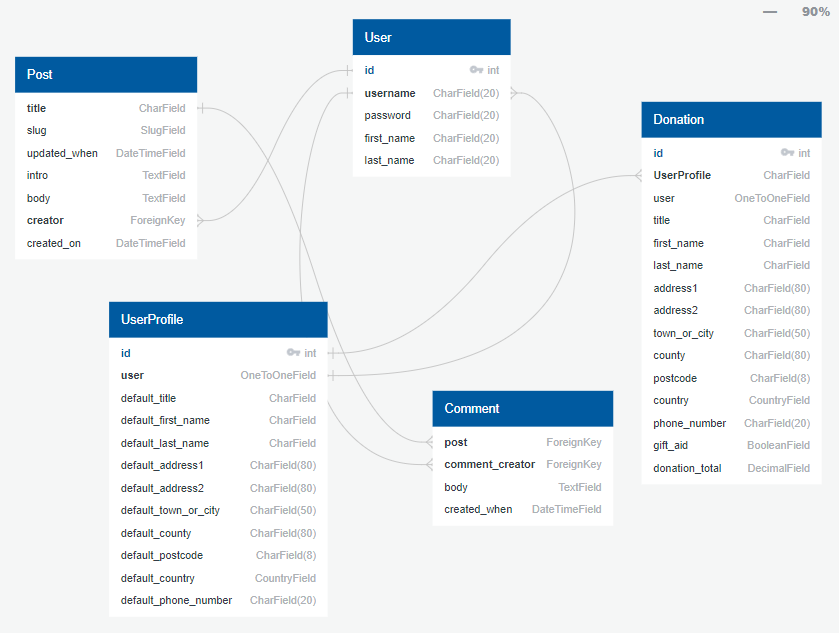 — 90%
User
id int
username CharField(20)
password CharField(20)
first_name CharField(20)
last_name CharField(20)
Post
title CharField
slug SlugField
updated_when DateTimeField
intro TextField
body TextField
creator ForeignKey
created_on DateTimeField
Donation
id int
UserProfile CharField
user OneToOneField
title CharField
first_name CharField
last_name CharField
address1 CharField(80)
address2 CharField(80)
town_or_city CharField(50)
county CharField(80)
postcode CharField(8)
country CountryField
phone_number CharField(20)
gift_aid BooleanField
donation_total DecimalField
UserProfile
id int
user OneToOneField
default_title CharField
default_first_name CharField
default_last_name CharField
default_address1 CharField(80)
default_address2 CharField(80)
default_town_or_city CharField(50)
default_county CharField(80)
default_postcode CharField(8)
default_country CountryField
default_phone_number CharField(20)
Comment
post ForeignKey
comment_creator ForeignKey
body TextField
created_when DateTimeField